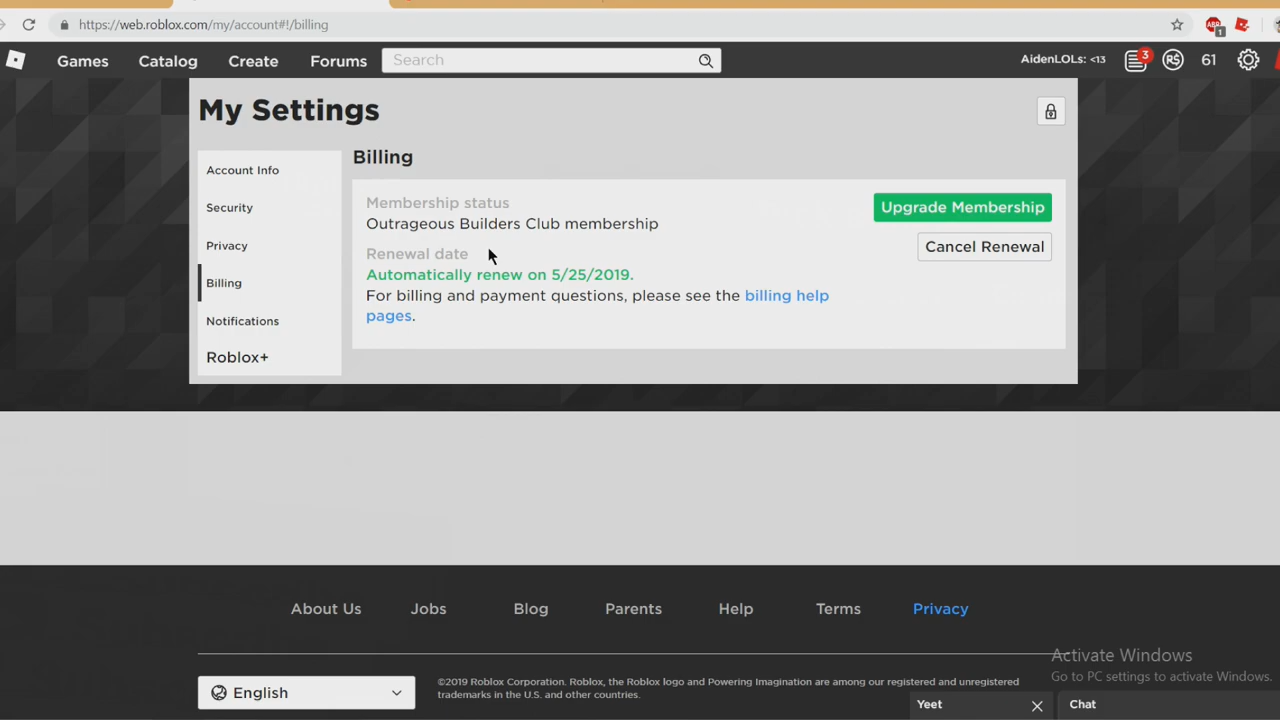 https://web.roblox.com/my/account#!/billing
1
Games Catalog Create Forums Search AidenLOLs: <13 3 R$ 61
My Settings
Account Info
Security
Privacy
Billing
Notifications
Roblox+
Billing
Membership status
Outrageous Builders Club membership
Renewal date
Automatically renew on 5/25/2019.
For billing and payment questions, please see the billing help
pages.
Upgrade Membership
Cancel Renewal
About Us Jobs Blog Parents Help Terms Privacy
English
©2019 Roblox Corporation. Roblox, the Roblox logo and Powering Imagination are among our registered and unregistered
trademarks in the U.S. and other countries.
Activate Windows
Go to PC settings to activate Windows.
Yeet
Chat